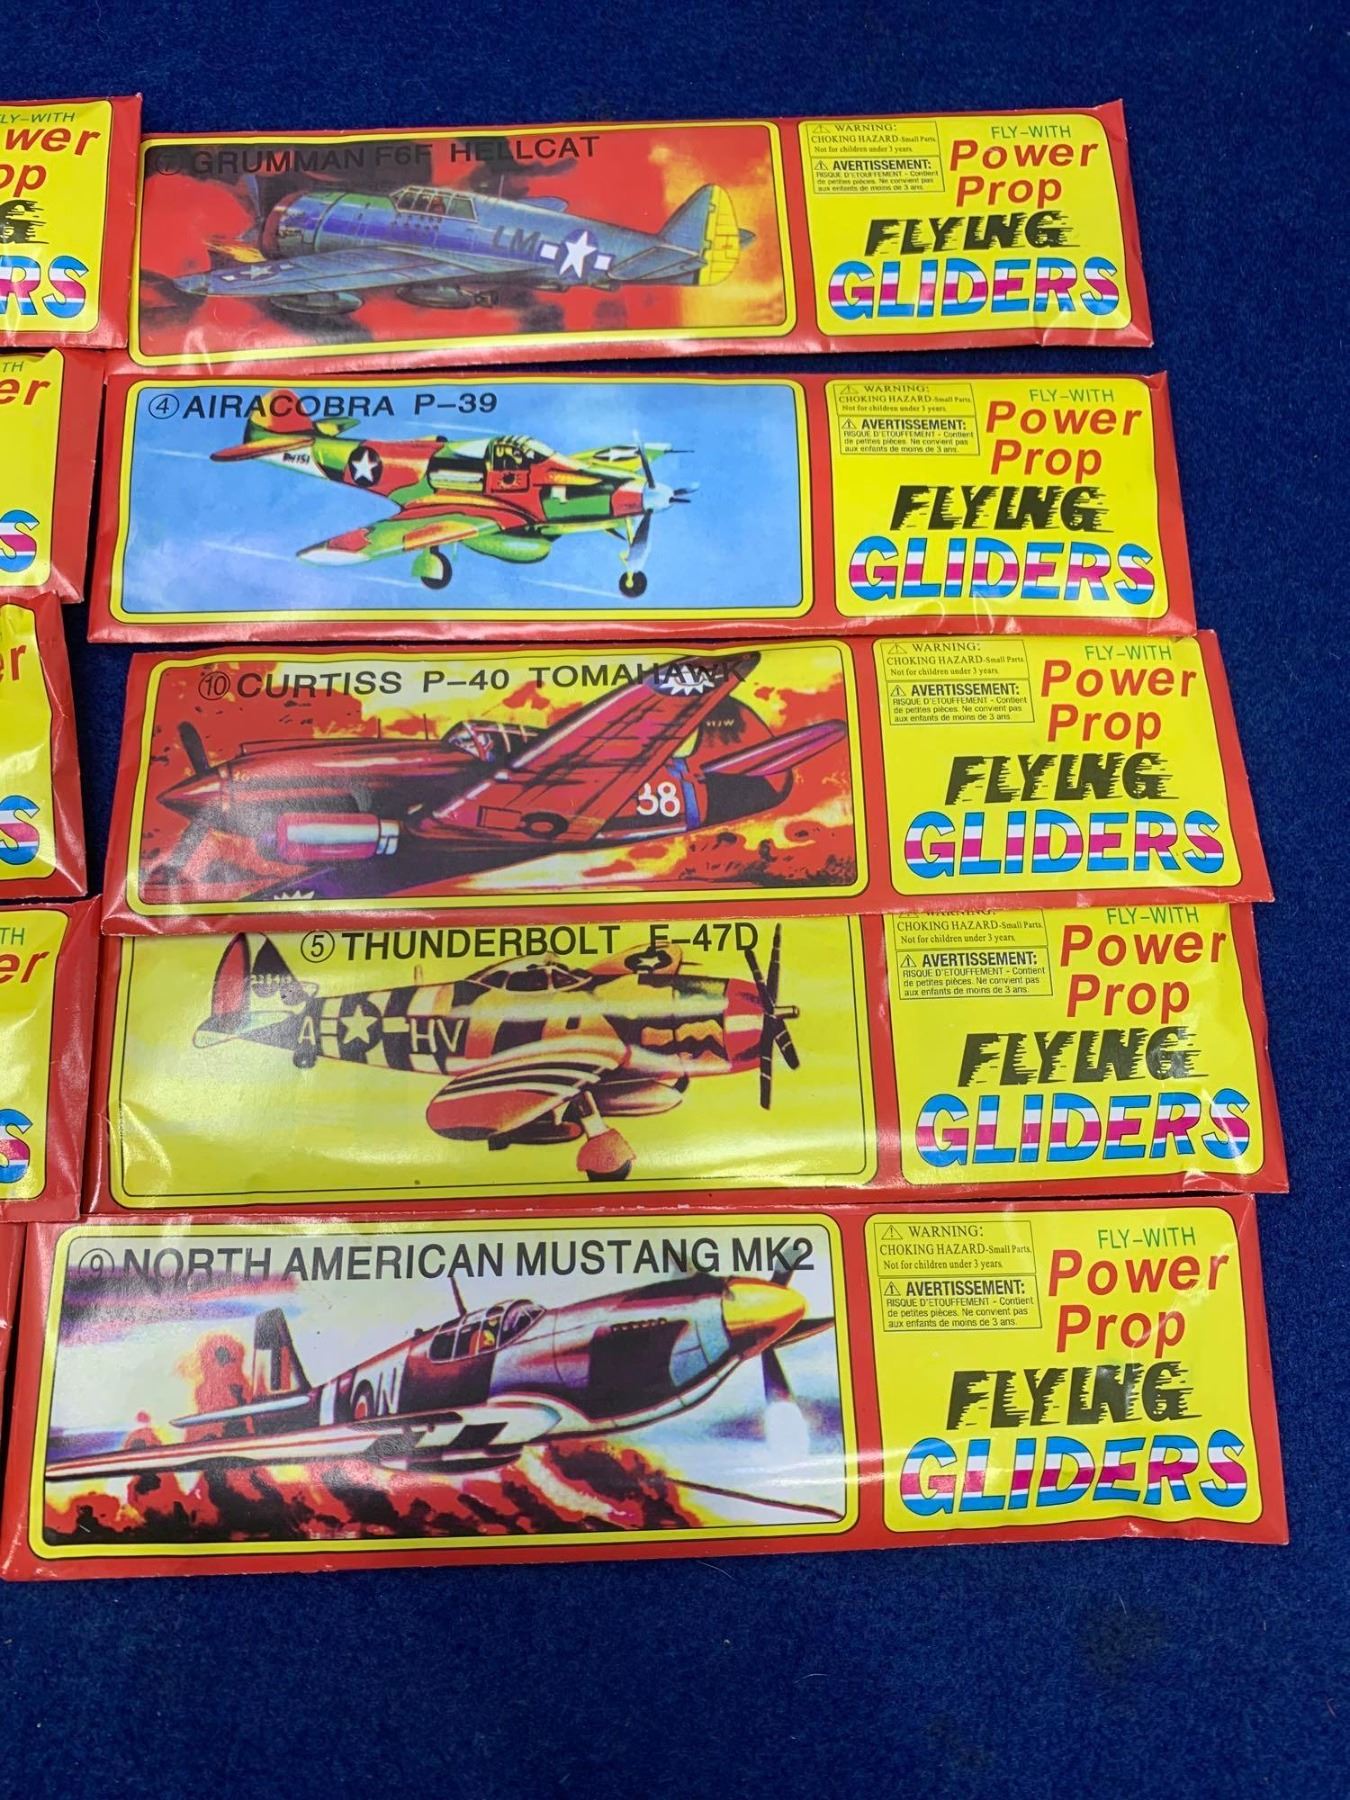 LY-WITH
wer
op
G
RS
⑦ GRUMMAN F6F HELLCAT
LM
WARNING:
CHOKING HAZARD-Small Parts.
Not for children under 3 years.
AVERTISSEMENT:
RISQUE D'ETOUFFEMENT - Contient
de petites pièces. Ne convient pas
aux enfants de moins de 3 ans.
FLY-WITH
Power
Prop
FLYING
GLIDERS
TH
er
S
④ AIRACOBRA P-39
WARNING:
CHOKING HAZARD-Small Parts.
Not for children under 3 years.
AVERTISSEMENT:
RISQUE D'ETOUFFEMENT - Contient
de petites pièces. Ne convient pas
aux enfants de moins de 3 ans.
FLY-WITH
Power
Prop
FLYING
GLIDERS
er
S
⑩ CURTISS P-40 TOMAHAWK
38
WARNING:
CHOKING HAZARD-Small Parts.
Not for children under 3 years.
AVERTISSEMENT:
RISQUE D'ETOUFFEMENT - Contient
de petites pièces. Ne convient pas
aux enfants de moins de 3 ans.
FLY-WITH
Power
Prop
FLYING
GLIDERS
TH
er
S
⑤ THUNDERBOLT F-47D
A HV
WARNING:
CHOKING HAZARD-Small Parts.
Not for children under 3 years.
AVERTISSEMENT:
RISQUE D'ETOUFFEMENT - Contient
de petites pièces. Ne convient pas
aux enfants de moins de 3 ans.
FLY-WITH
Power
Prop
FLYING
GLIDERS
⑨ NORTH AMERICAN MUSTANG MK2
W
WARNING:
CHOKING HAZARD-Small Parts.
Not for children under 3 years.
AVERTISSEMENT:
RISQUE D'ETOUFFEMENT - Contient
de petites pièces. Ne convient pas
aux enfants de moins de 3 ans.
FLY-WITH
Power
Prop
FLYING
GLIDERS